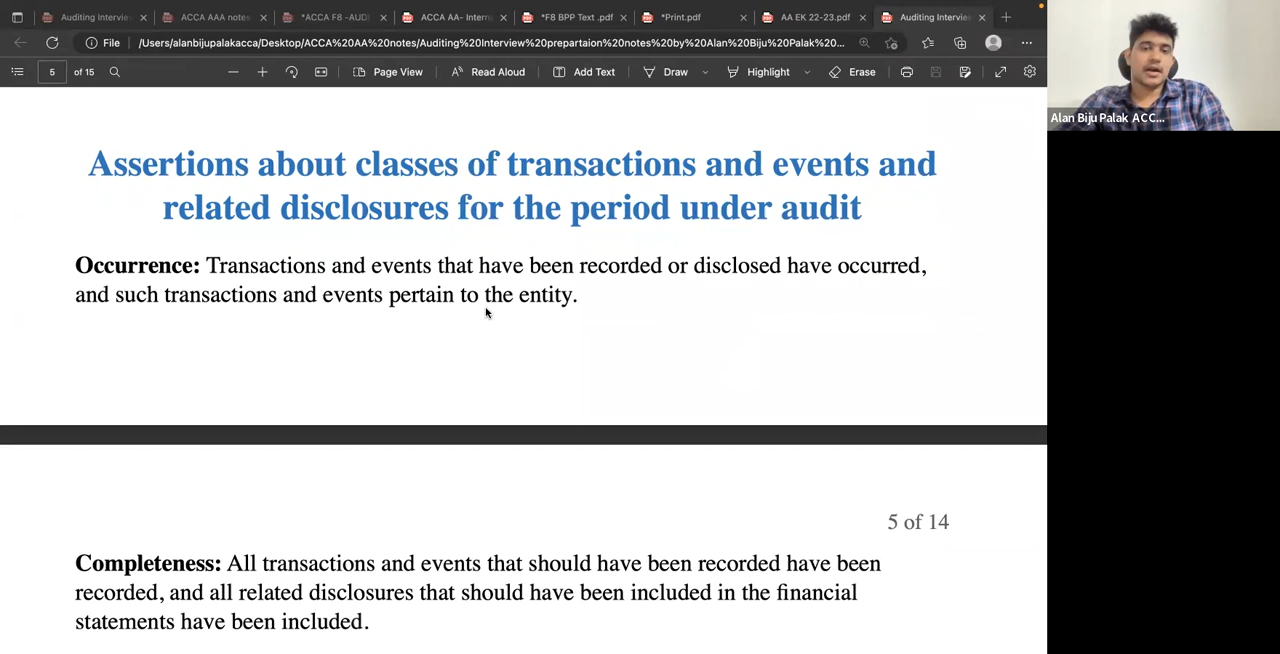 Auditing Interview
ACCA AAA notes
*ACCA F8 -AUD
ACCA AA- Intern
*F8 BPP Text .pdf
*Print.pdf
AA EK 22-23.pdf
Auditing Interview
File
/Users/alanbijupalakacca/Desktop/ACCA%20AA%20notes/Auditing%20Interview%20prepartaion%20notes%20by%20Alan%20Biju%20Palak%20...
5 of 15
Page View
Read Aloud
Add Text
Draw
Highlight
Erase
Alan Biju Palak ACC...
Assertions about classes of transactions and events and
related disclosures for the period under audit
Occurrence: Transactions and events that have been recorded or disclosed have occurred,
and such transactions and events pertain to the entity.
5 of 14
Completeness: All transactions and events that should have been recorded have been
recorded, and all related disclosures that should have been included in the financial
statements have been included.